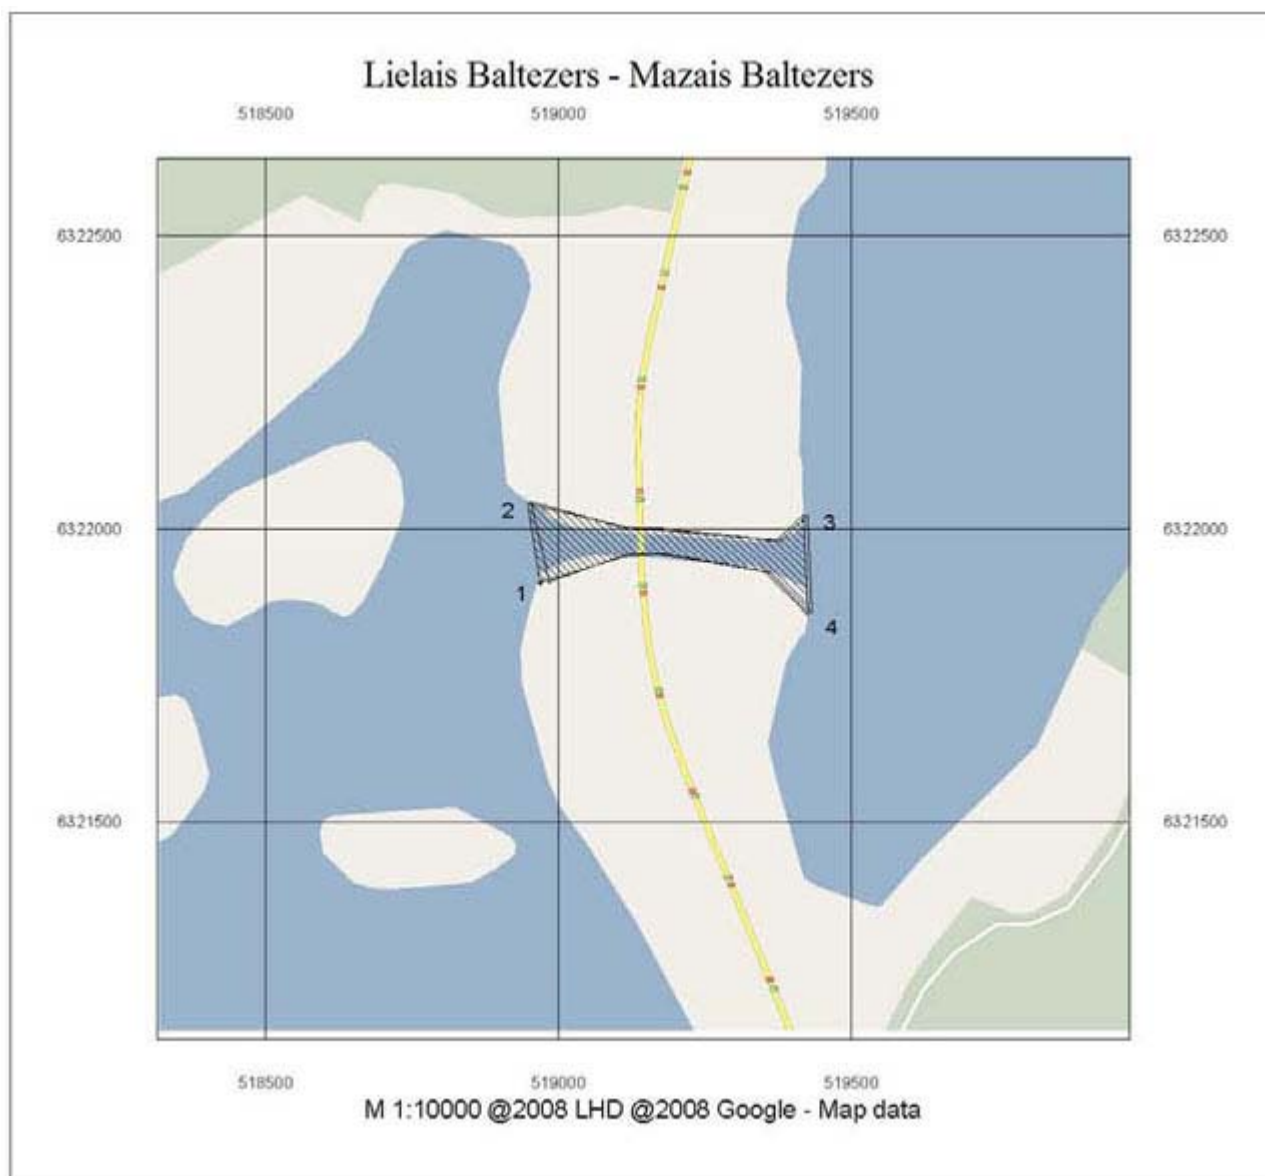 Lielais Baltezers - Mazais Baltezers
518500 519000 519500
6322500 6322500
2 3
6322000 6322000
1
4
6321500 6321500
518500 519000 519500
M 1:10000 @2008 LHD @2008 Google - Map data